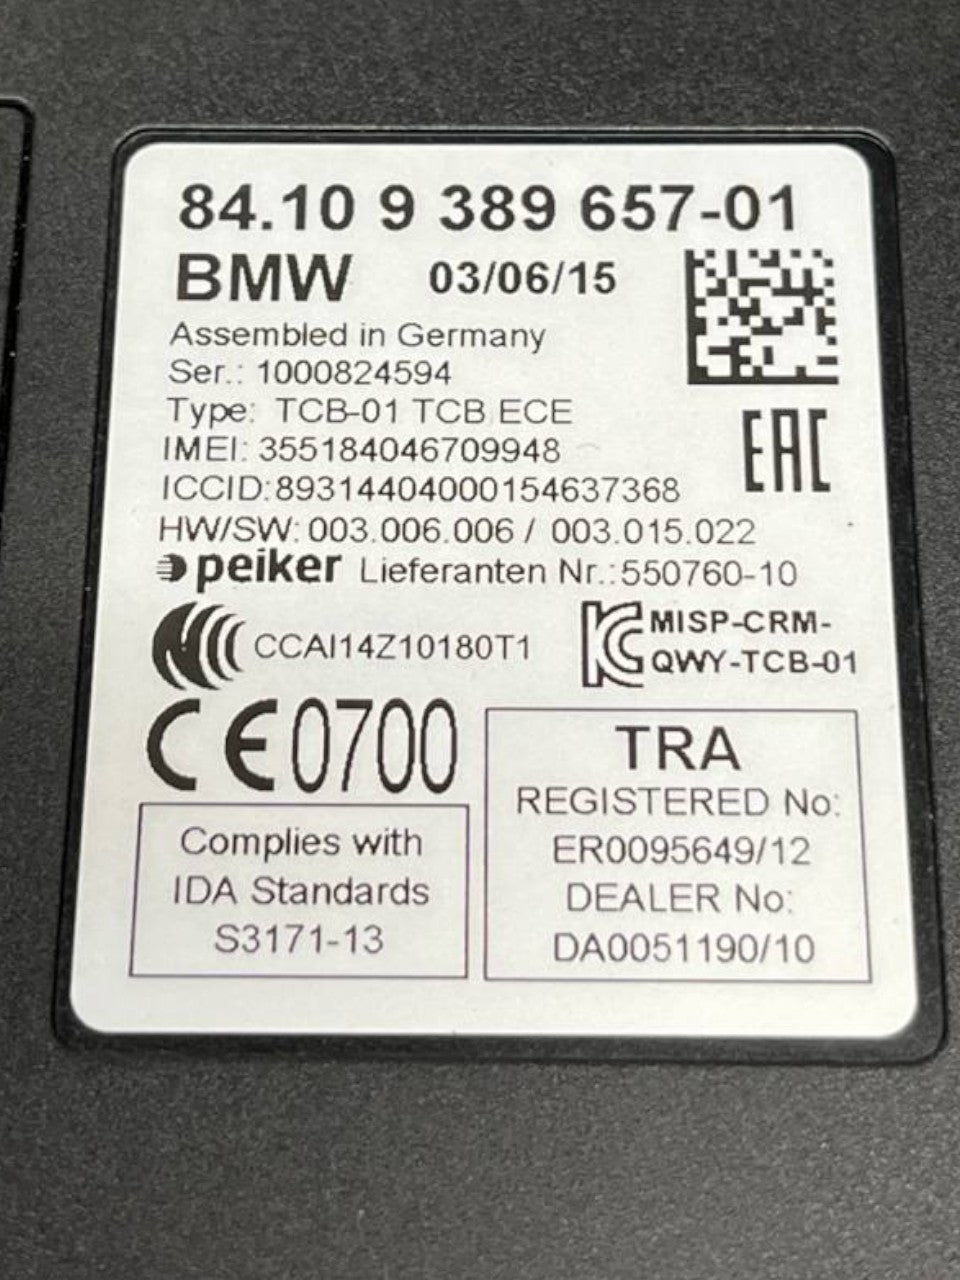 84.10 9 389 657-01
BMW 03/06/15
Assembled in Germany
Ser.: 1000824594
Type: TCB-01 TCB ECE
IMEI: 355184046709948
EAC
ICCID:89314404000154637368
HW/SW: 003.006.006 / 003.015.022
peiker Lieferanten Nr.:550760-10
CCAI14Z10180T1
MISP-CRM-
QWY-TCB-01
CE0700
Complies with
IDA Standards
S3171-13
TRA
REGISTERED No:
ER0095649/12
DEALER No:
DA0051190/10